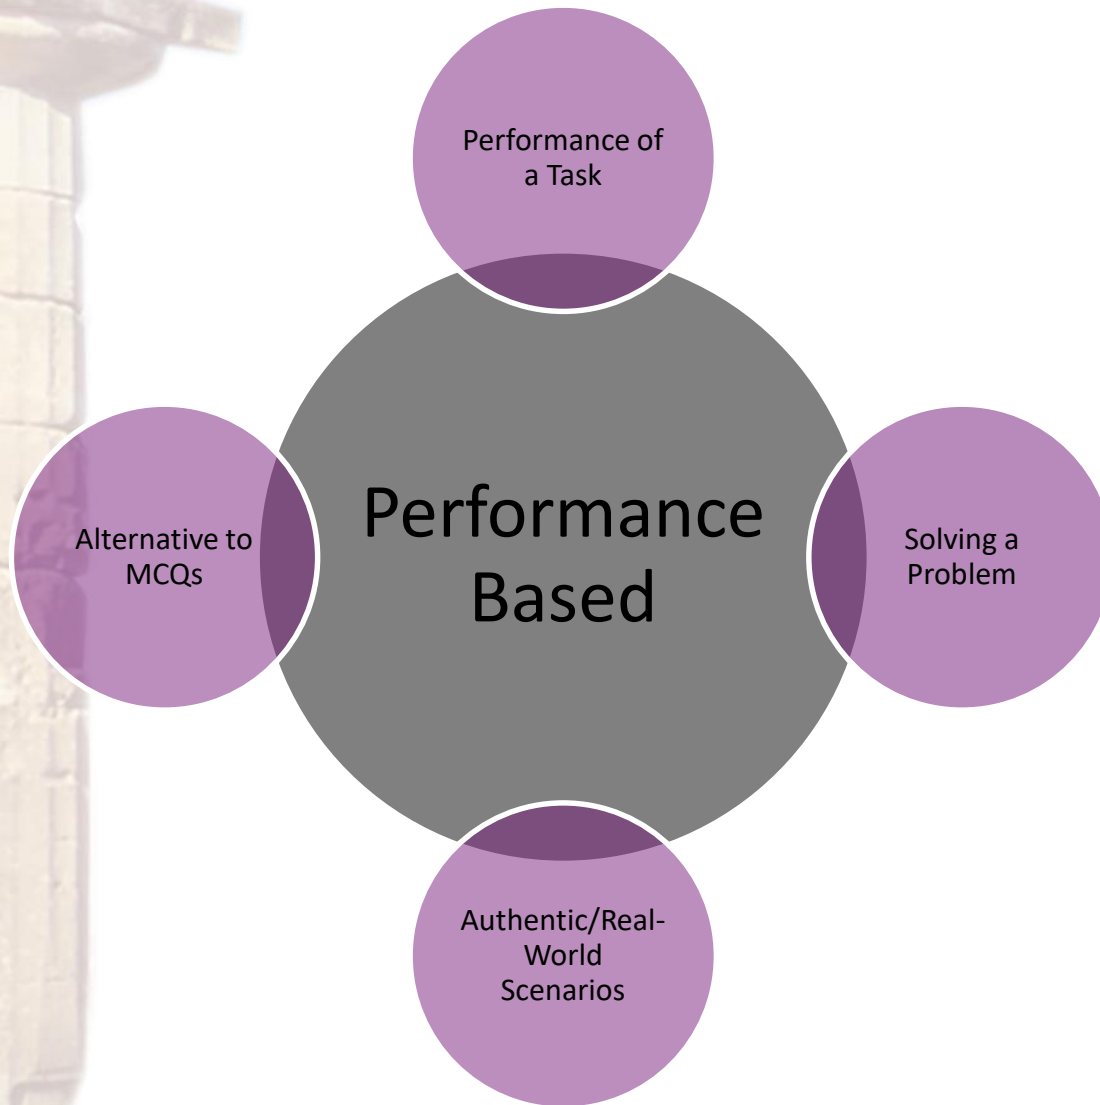 Performance of
a Task
Alternative to
MCQs
Performance
Based
Solving a
Problem
Authentic/Real-
World
Scenarios